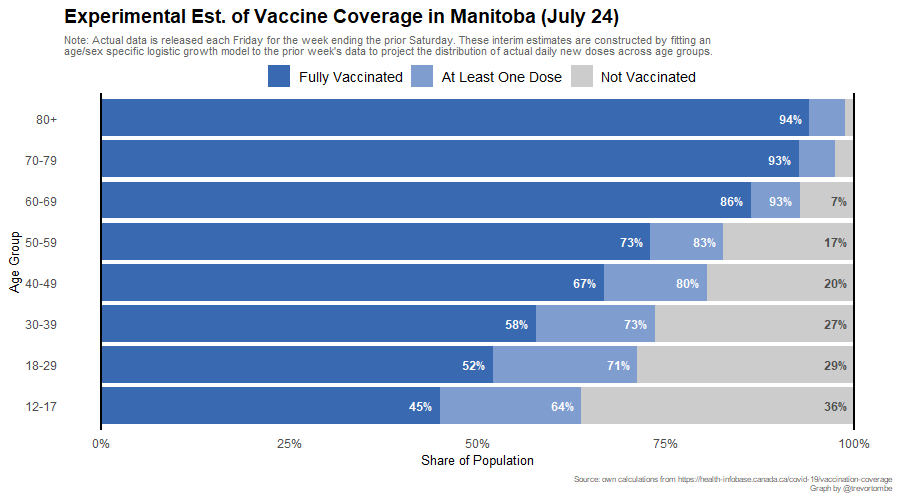 Experimental Est. of Vaccine Coverage in Manitoba (July 24)
Note: Actual data is released each Friday for the week ending the prior Saturday. These interim estimates are constructed by fitting an
age/sex specific logistic growth model to the prior week's data to project the distribution of actual daily new doses across age groups.
Fully Vaccinated At Least One Dose Not Vaccinated
80+ 94%
70-79 93%
60-69 86% 93% 7%
50-59 73% 83% 17%
40-49 67% 80% 20%
30-39 58% 73% 27%
18-29 52% 71% 29%
12-17 45% 64% 36%
Age Group
0% 25% 50% 75% 100%
Share of Population
Source: own calculations from https://health-infobase.canada.ca/covid-19/vaccination-coverage
Graph by @trevortombe